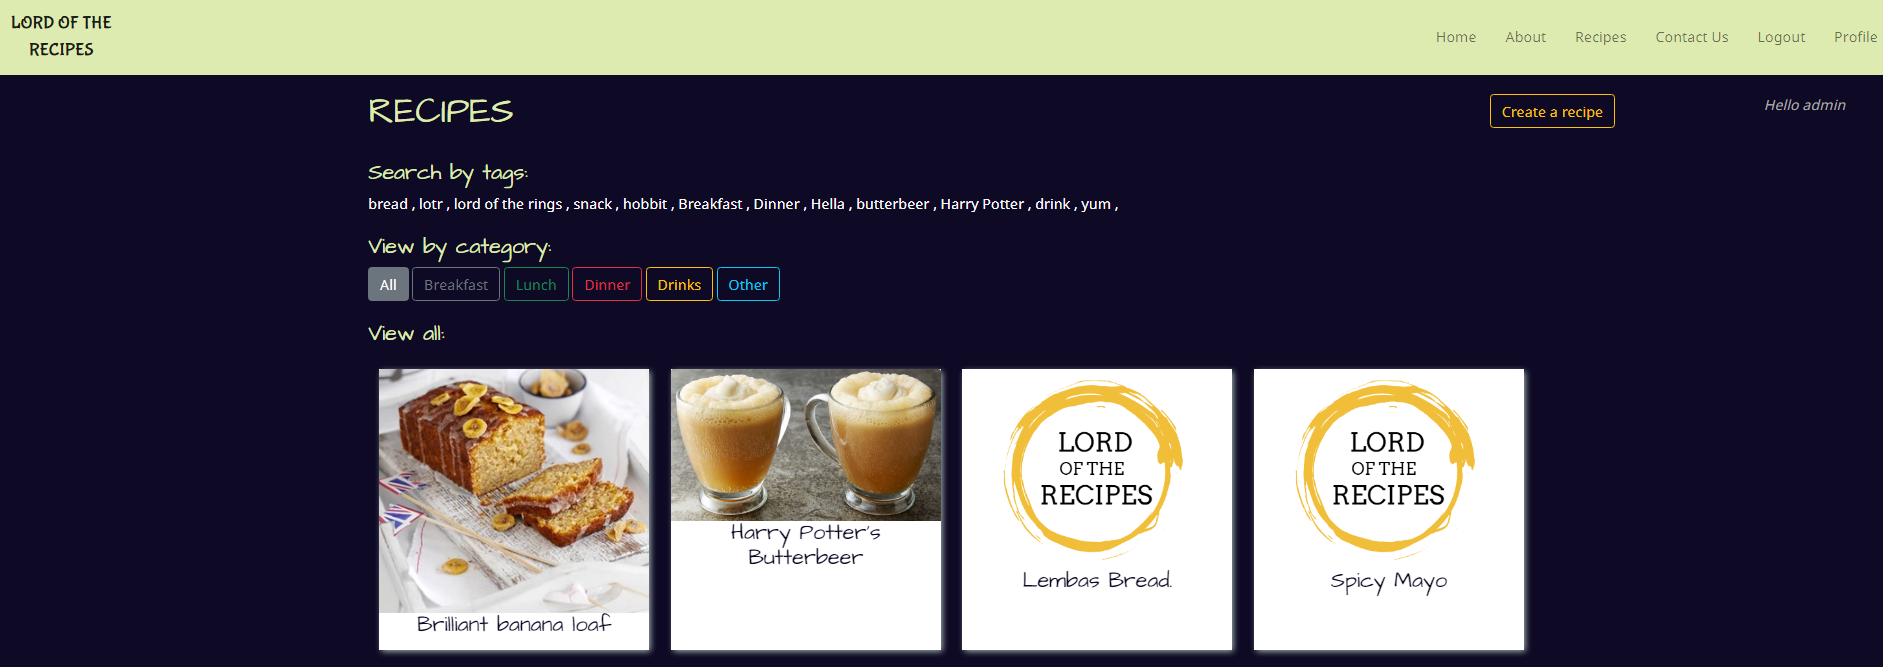 LORD OF THE
RECIPES
Home About Recipes Contact Us Logout Profile
RECIPES
Create a recipe
Hello admin
Search by tags:
bread , lotr , lord of the rings , snack , hobbit , Breakfast , Dinner , Hella , butterbeer , Harry Potter , drink , yum ,
View by category:
All Breakfast Lunch Dinner Drinks Other
View all:
Brilliant banana loaf
Harry Potter's
Butterbeer
LORD
OF THE
RECIPES
Lembas Bread.
LORD
OF THE
RECIPES
Spicy Mayo